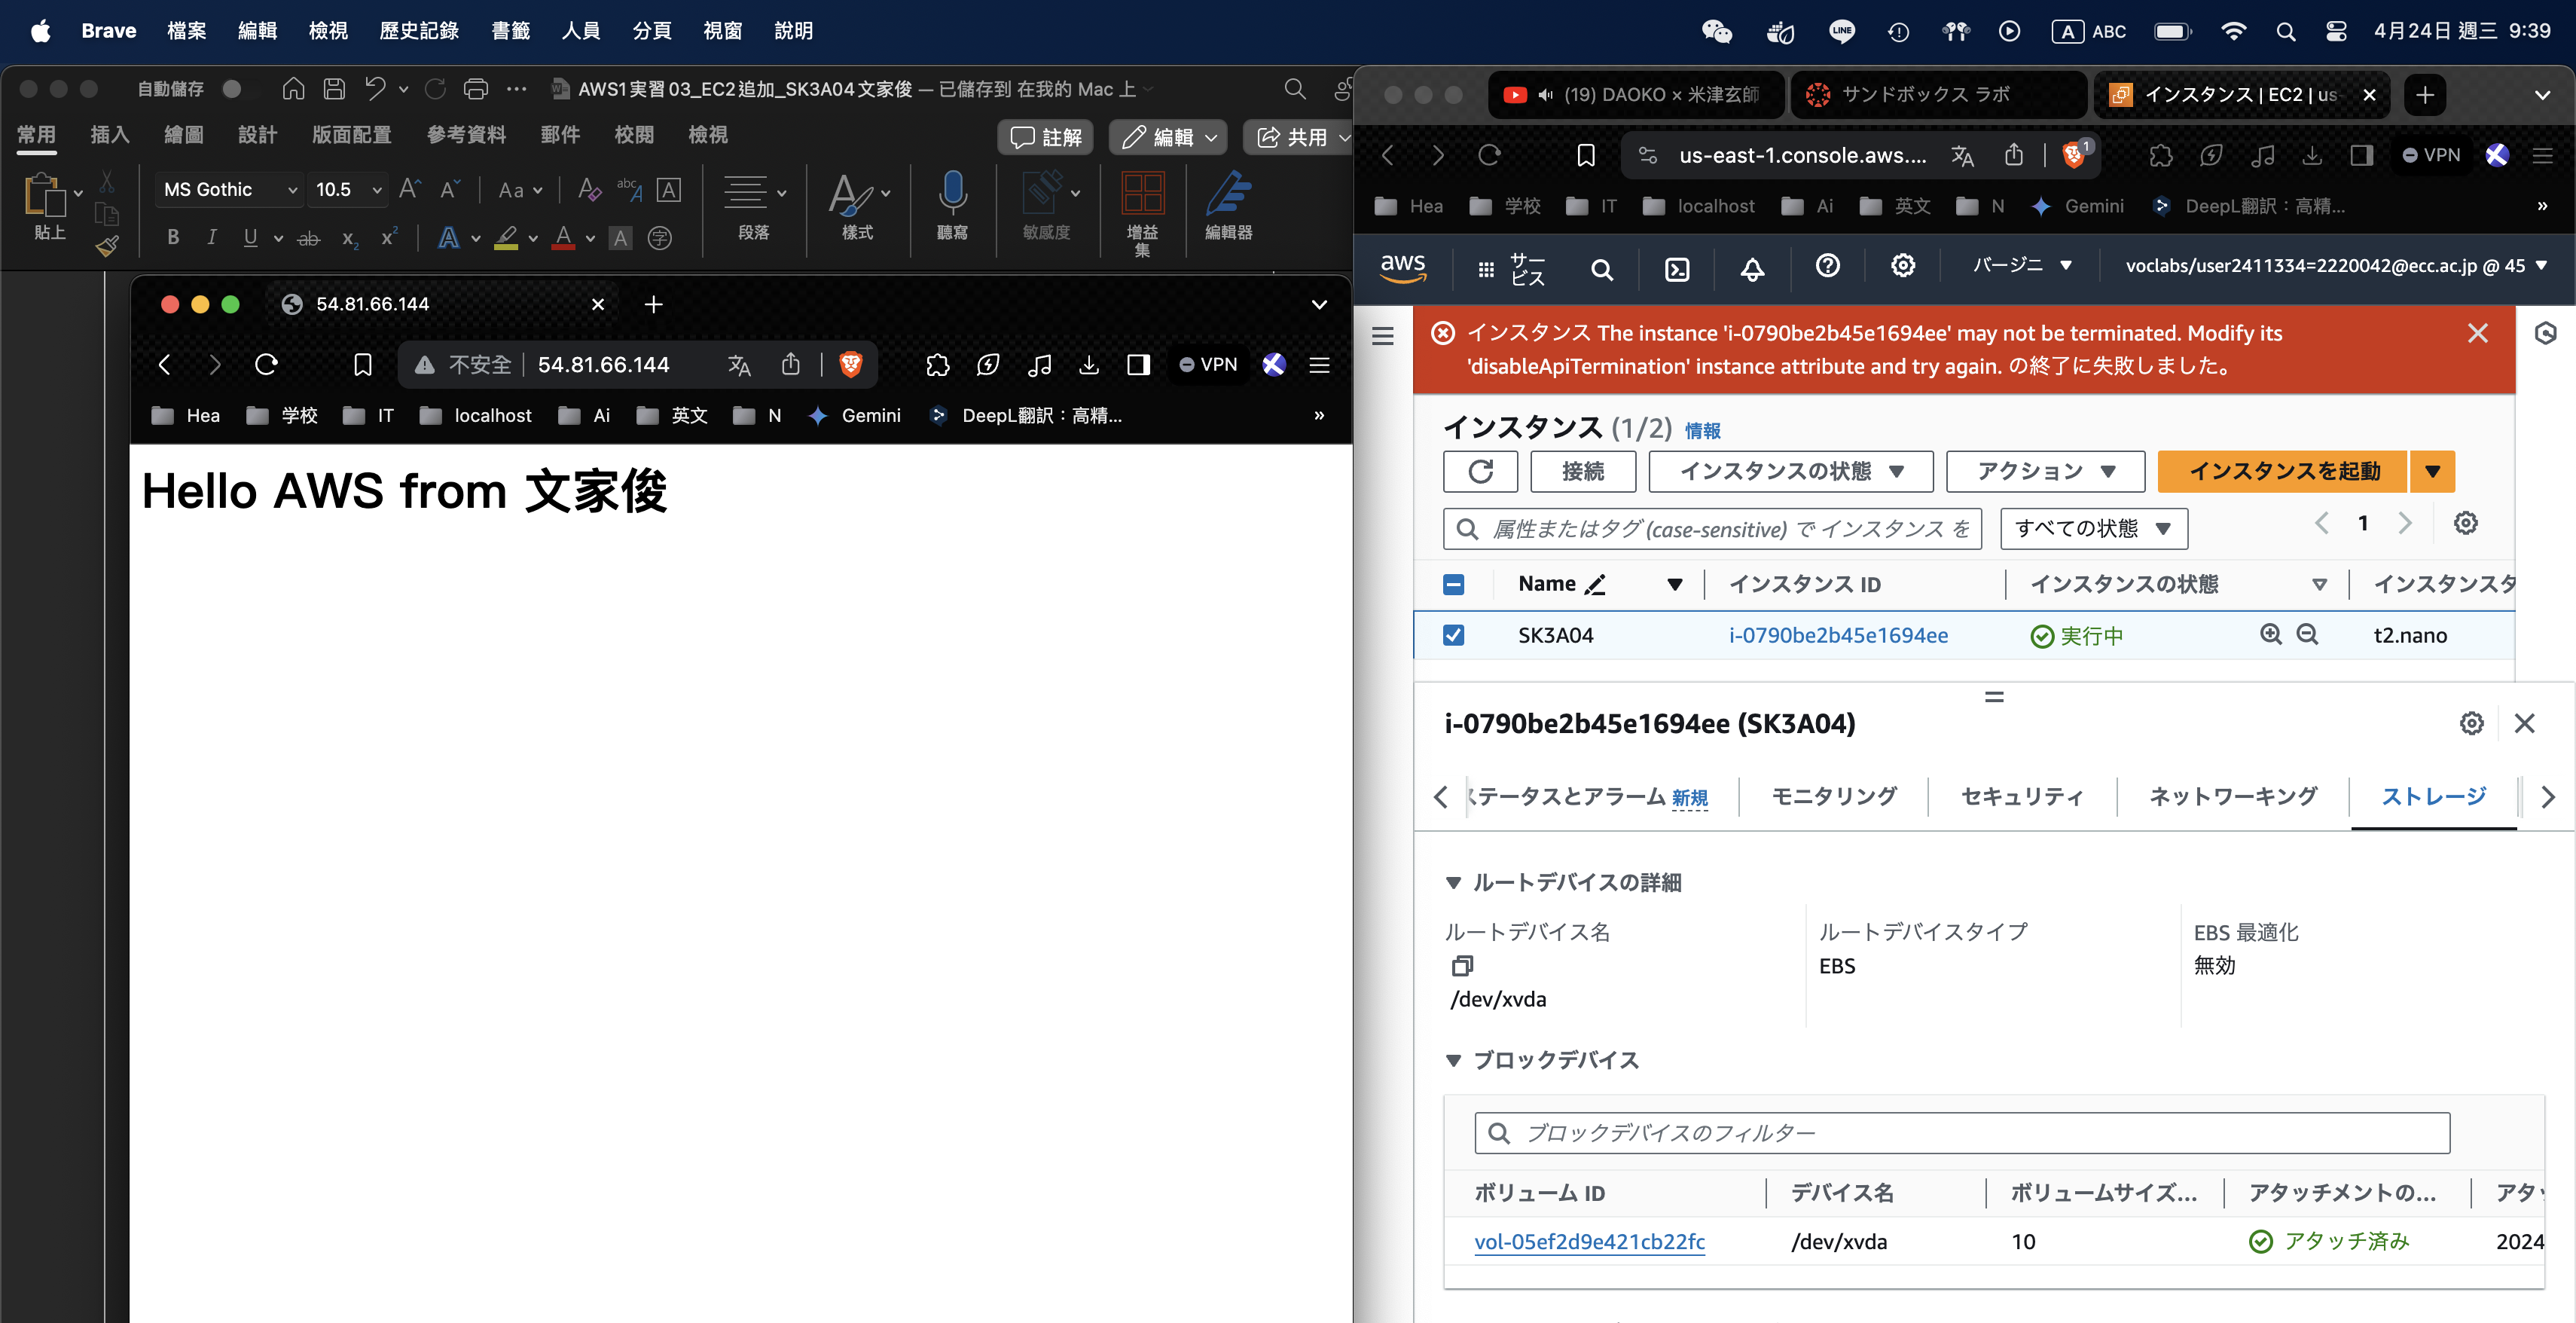 Brave 檔案 編輯 檢視 歷史記錄 書籤 人員 分頁 視窗 說明
LINE A ABC 4月24日 週三 9:39
自動儲存 AWS1実習03_EC2追加_SK3A04文家俊 — 已儲存到 在我的 Mac 上
常用 插入 繪圖 設計 版面配置 參考資料 郵件 校閱 檢視 註解 編輯 共用
貼上 MS Gothic 10.5 段落 樣式 聽寫 敏感度 增益集 編輯器
54.81.66.144
不安全 54.81.66.144 VPN
Hea 学校 IT localhost Ai 英文 N Gemini DeepL翻訳：高精... »
Hello AWS from 文家俊
(19) DAOKO × 米津玄師 サンドボックス ラボ インスタンス | EC2 | us-
us-east-1.console.aws.... 1 VPN
Hea 学校 IT localhost Ai 英文 N Gemini DeepL翻訳：高精... »
aws サービス バージニ voclabs/user2411334=2220042@ecc.ac.jp @ 45
インスタンス The instance 'i-0790be2b45e1694ee' may not be terminated. Modify its
'disableApiTermination' instance attribute and try again. の終了に失敗しました。
インスタンス (1/2) 情報
接続 インスタンスの状態 アクション インスタンスを起動
属性またはタグ (case-sensitive) で インスタンス を すべての状態 1
Name インスタンス ID インスタンスの状態 インスタンスタ
SK3A04 i-0790be2b45e1694ee 実行中 t2.nano
i-0790be2b45e1694ee (SK3A04)
ステータスとアラーム 新規 モニタリング セキュリティ ネットワーキング ストレージ
ルートデバイスの詳細
ルートデバイス名 ルートデバイスタイプ EBS 最適化
/dev/xvda EBS 無効
ブロックデバイス
ブロックデバイスのフィルター
ボリューム ID デバイス名 ボリュームサイズ... アタッチメントの... アタッ
vol-05ef2d9e421cb22fc /dev/xvda 10 アタッチ済み 2024